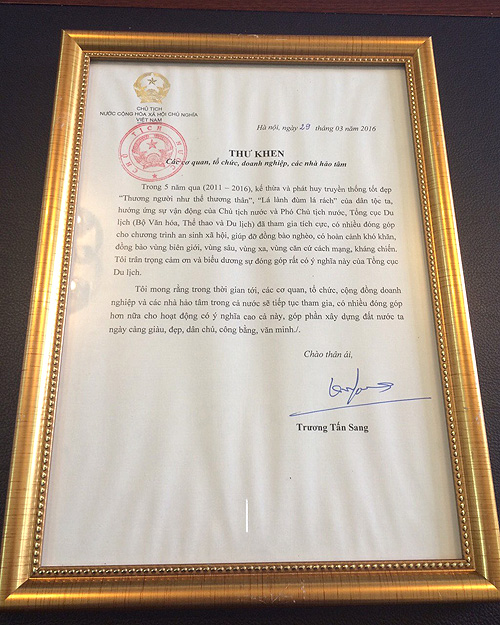 CHỦ TỊCH
NƯỚC CỘNG HÒA XÃ HỘI CHỦ NGHĨA
VIỆT NAM
CHỦ TỊCH
Hà nội, ngày 29 tháng 03 năm 2016
THƯ KHEN
Các cơ quan, tổ chức, doanh nghiệp, các nhà hảo tâm
Trong 5 năm qua (2011 – 2016), kế thừa và phát huy truyền thống tốt đẹp
“Thương người như thể thương thân”, “Lá lành đùm lá rách” của dân tộc ta,
hưởng ứng sự vận động của Chủ tịch nước và Phó Chủ tịch nước, Tổng cục Du
lịch (Bộ Văn hóa, Thể thao và Du lịch) đã tham gia tích cực, có nhiều đóng góp
cho chương trình an sinh xã hội, giúp đỡ đồng bào nghèo, có hoàn cảnh khó khăn,
đồng bào vùng biên giới, vùng sâu, vùng xa, vùng căn cứ cách mạng, kháng chiến.
Tôi trân trọng cảm ơn và biểu dương sự đóng góp rất có ý nghĩa này của Tổng cục
Du lịch.
Tôi mong rằng trong thời gian tới, các cơ quan, tổ chức, cộng đồng doanh
nghiệp và các nhà hảo tâm trong cả nước sẽ tiếp tục tham gia, có nhiều đóng góp
hơn nữa cho hoạt động có ý nghĩa cao cả này, góp phần xây dựng đất nước ta
ngày càng giàu, đẹp, dân chủ, công bằng, văn minh./.
Chào thân ái,
Trương Tấn Sang